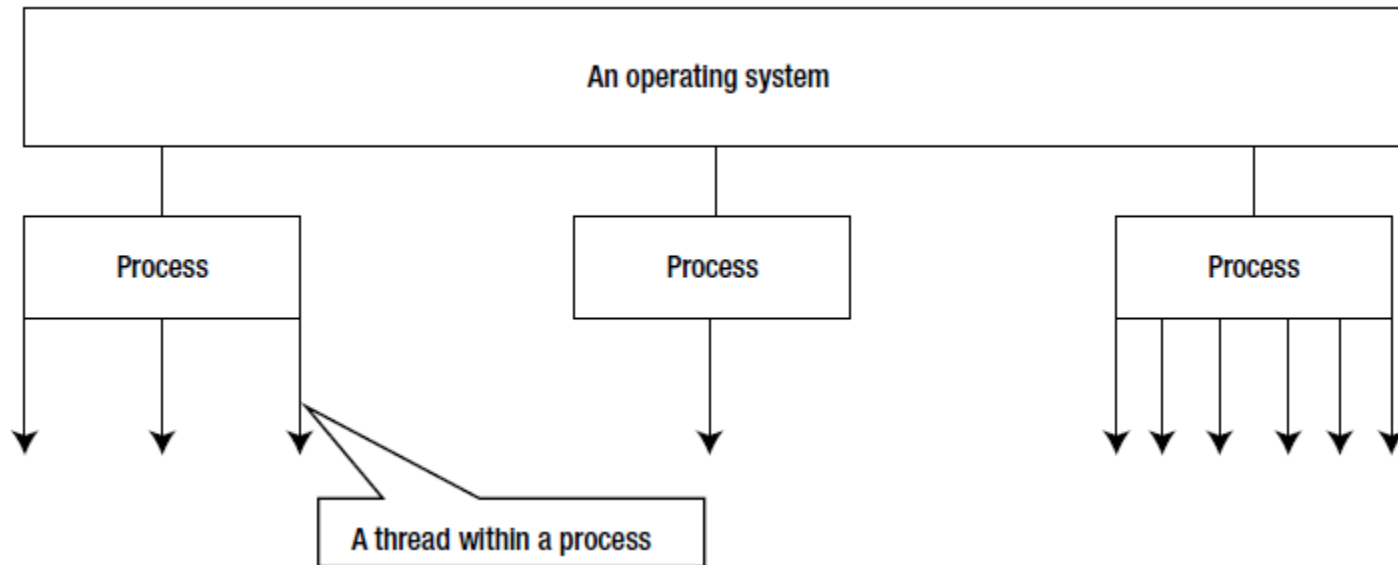 An operating system
Process
Process
Process
A thread within a process